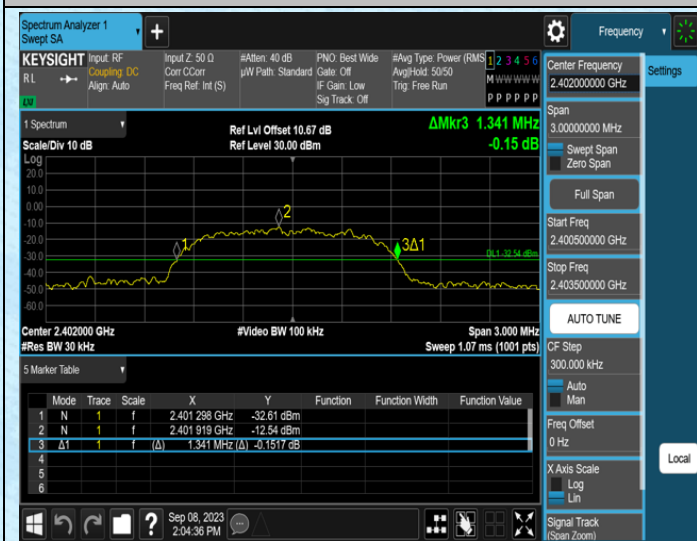 Spectrum Analyzer 1
Swept SA
KEYSIGHT
RL
LXI
Input: RF
Coupling: DC
Align: Auto
Input Z: 50 Ω
Corr CCorr
Freq Ref: Int (S)
#Atten: 40 dB
µW Path: Standard
PNO: Best Wide
Gate: Off
IF Gain: Low
Sig Track: Off
#Avg Type: Power (RMS
Avg|Hold: 50/50
Trig: Free Run
1 2 3 4 5 6
M W W W W W
P P P P P P
1 Spectrum
Scale/Div 10 dB
Ref Lvl Offset 10.67 dB
Ref Level 30.00 dBm
ΔMkr3 1.341 MHz
-0.15 dB
Log
20.0
10.0
0.00
-10.0
-20.0
-30.0
-40.0
-50.0
-60.0
1
2
3Δ1
DL1 -32.54 dBm
Center 2.402000 GHz
#Res BW 30 kHz
#Video BW 100 kHz
Span 3.000 MHz
Sweep 1.07 ms (1001 pts)
5 Marker Table
Mode Trace Scale X Y Function Function Width Function Value
1 N 1 f 2.401 298 GHz -32.61 dBm
2 N 1 f 2.401 919 GHz -12.54 dBm
3 Δ1 1 f (Δ) 1.341 MHz (Δ) -0.1517 dB
4
5
6
?
Sep 08, 2023
2:04:36 PM
Frequency
Center Frequency
2.402000000 GHz
Span
3.00000000 MHz
Swept Span
Zero Span
Full Span
Start Freq
2.400500000 GHz
Stop Freq
2.403500000 GHz
AUTO TUNE
CF Step
300.000 kHz
Auto
Man
Freq Offset
0 Hz
X Axis Scale
Log
Lin
Signal Track
(Span Zoom)
Settings
Local